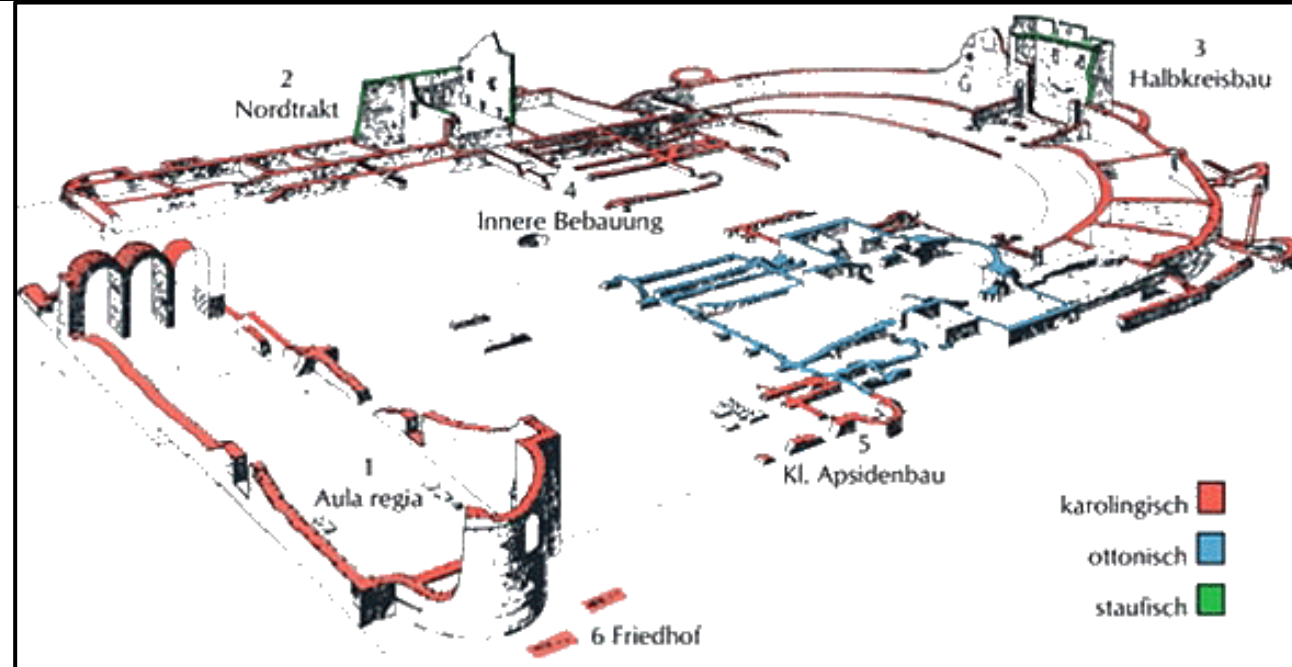 2
Nordtrakt
3
Halbkreisbau
4
Innere Bebauung
1
Aula regia
5
Kl. Apsidenbau
6 Friedhof
karolingisch
ottonisch
staufisch